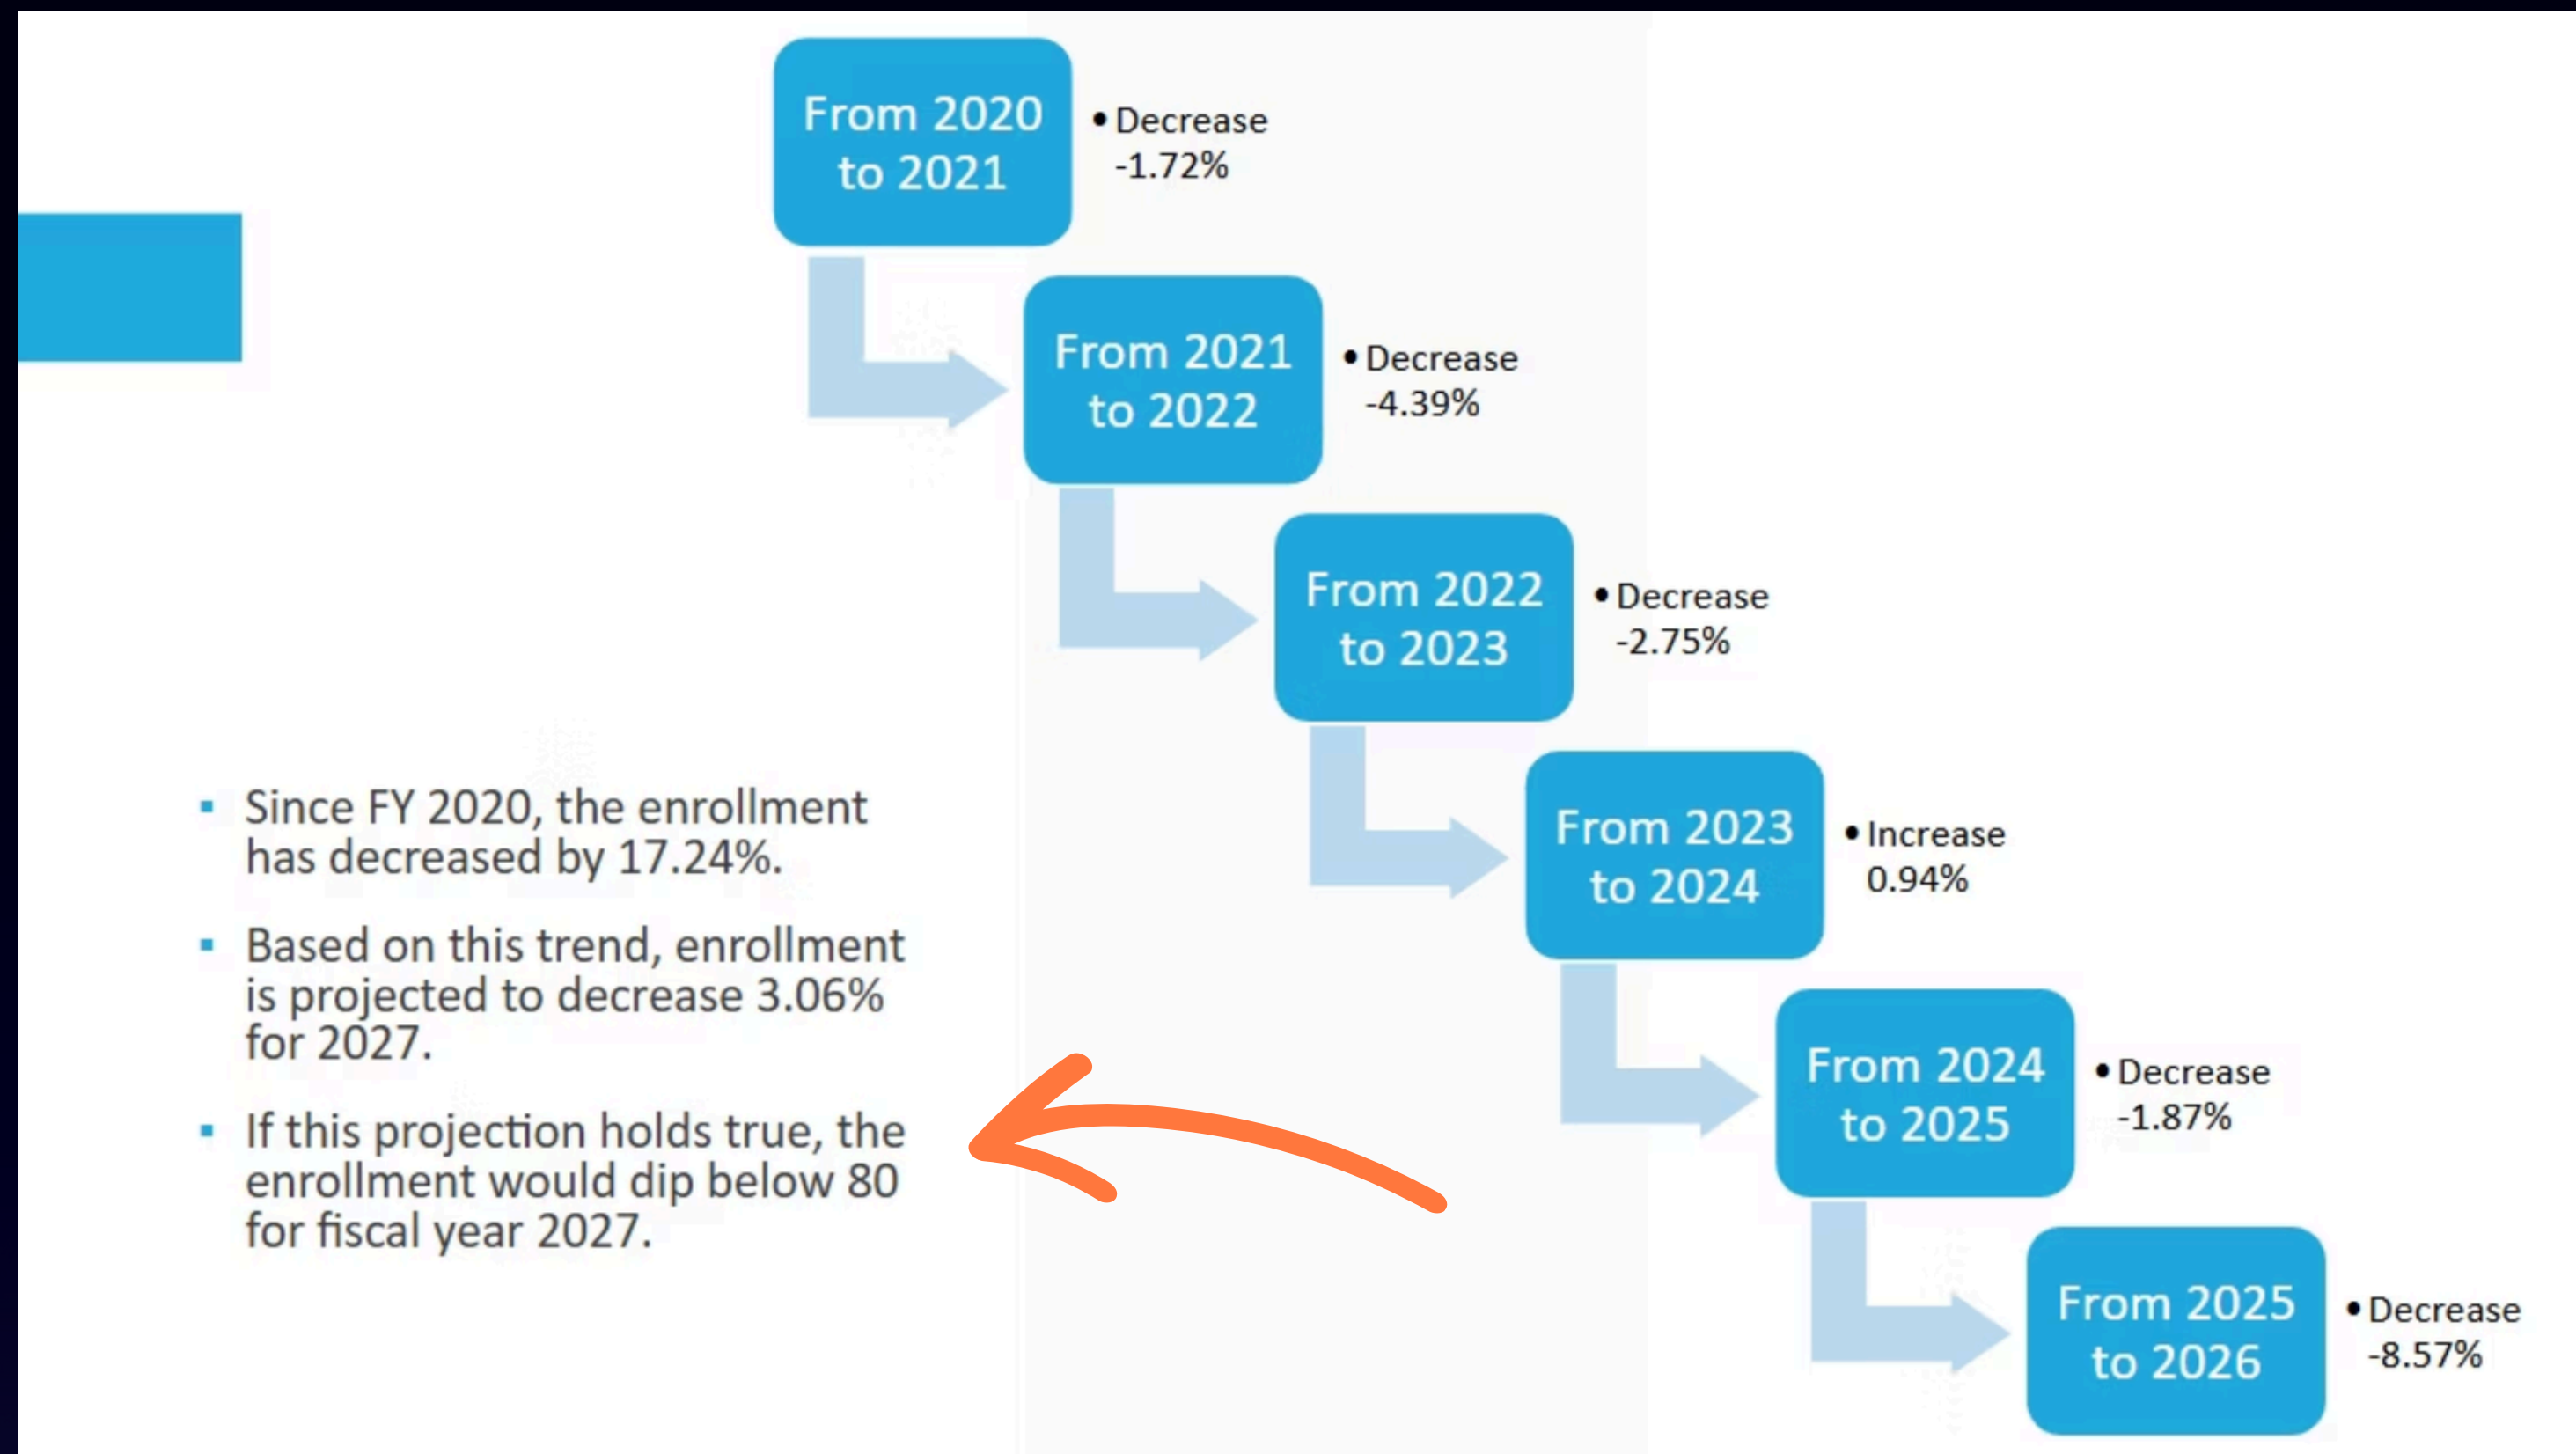 From 2020
to 2021
• Decrease
-1.72%
From 2021
to 2022
• Decrease
-4.39%
From 2022
to 2023
• Decrease
-2.75%
From 2023
to 2024
• Increase
0.94%
From 2024
to 2025
• Decrease
-1.87%
From 2025
to 2026
• Decrease
-8.57%
▪ Since FY 2020, the enrollment
has decreased by 17.24%.
▪ Based on this trend, enrollment
is projected to decrease 3.06%
for 2027.
▪ If this projection holds true, the
enrollment would dip below 80
for fiscal year 2027.